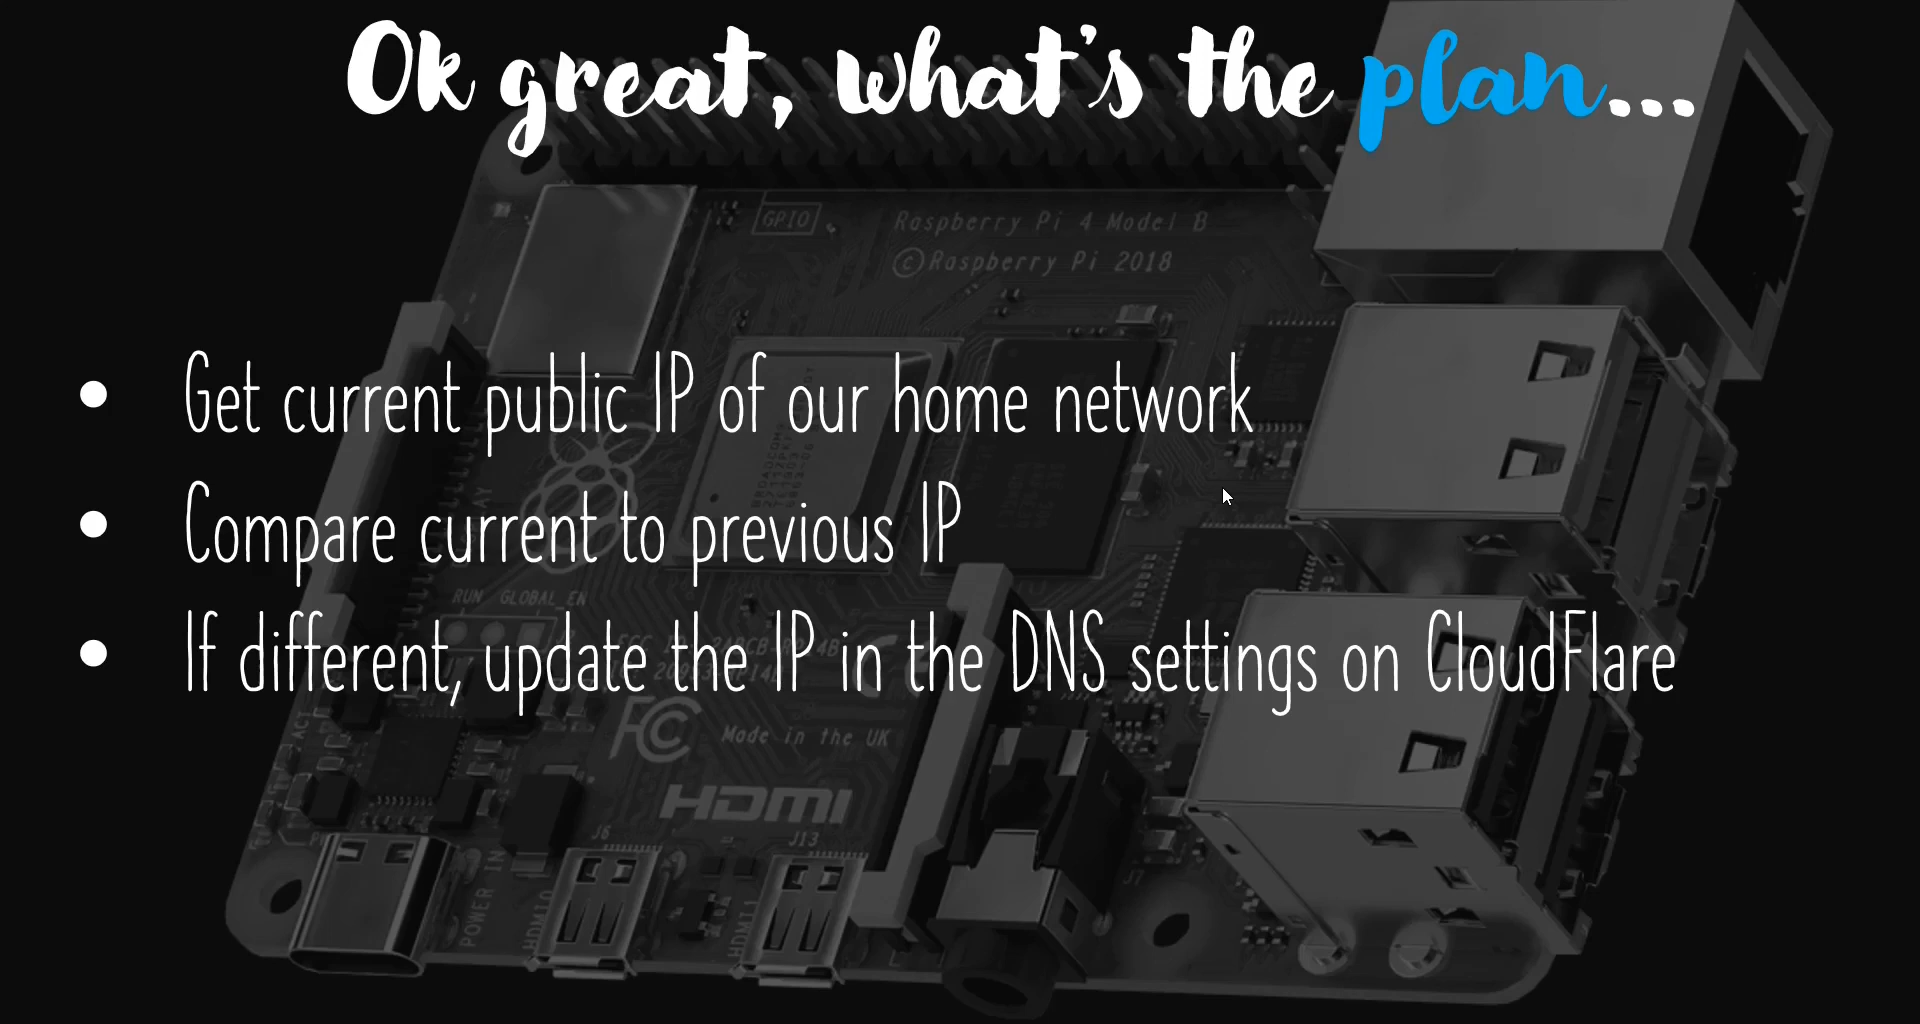 Ok great, what's the plan...
GPIO
Raspberry Pi 4 Model B
©Raspberry Pi 2018
• Get current public IP of our home network
• Compare current to previous IP
RUN GLOBAL_EN
• If different, update the IP in the DNS settings on CloudFlare
FC
Made in the UK
HDMI
ACT
J6
J13
POWER IN
HDMI0
HDMI1